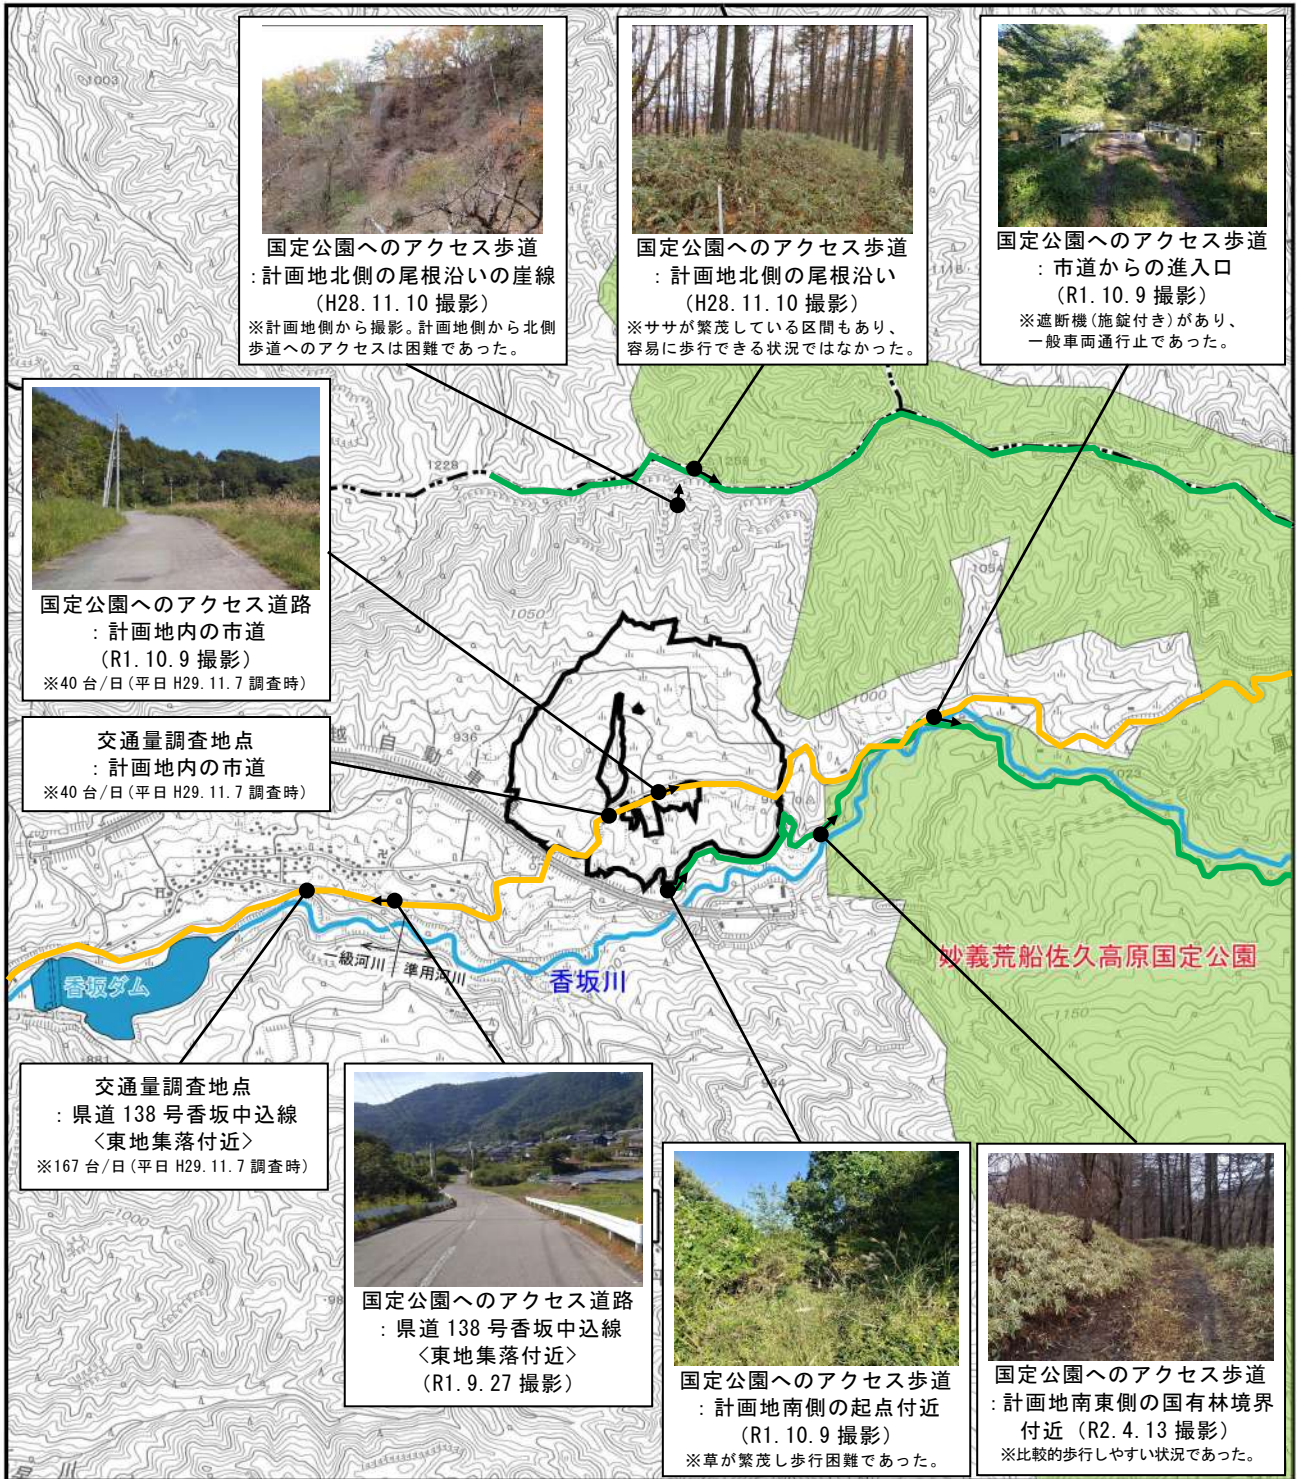 国定公園へのアクセス歩道
：計画地北側の尾根沿いの崖線
（H28.11.10 撮影）
※計画地側から撮影。計画地側から北側
歩道へのアクセスは困難であった。
国定公園へのアクセス歩道
：計画地北側の尾根沿い
（H28.11.10 撮影）
※ササが繁茂している区間もあり、
容易に歩行できる状況ではなかった。
国定公園へのアクセス歩道
：市道からの進入口
（R1.10.9 撮影）
※遮断機（施錠付き）があり、
一般車両通行止であった。
国定公園へのアクセス道路
：計画地内の市道
（R1.10.9 撮影）
※40 台/日（平日 H29.11.7 調査時）
交通量調査地点
：計画地内の市道
※40 台/日（平日 H29.11.7 調査時）
1003
1100
1228
1050
1054
1200
1000
936
越自動車
1023
一級河川
準用河川
香坂ダム
香坂川
妙義荒船佐久高原国定公園
1150
881
984
1000
交通量調査地点
：県道 138 号香坂中込線
＜東地集落付近＞
※167 台/日（平日 H29.11.7 調査時）
国定公園へのアクセス道路
：県道 138 号香坂中込線
＜東地集落付近＞
（R1.9.27 撮影）
国定公園へのアクセス歩道
：計画地南側の起点付近
（R1.10.9 撮影）
※草が繁茂し歩行困難であった。
国定公園へのアクセス歩道
：計画地南東側の国有林境界
付近（R2.4.13 撮影）
※比較的歩行しやすい状況であった。